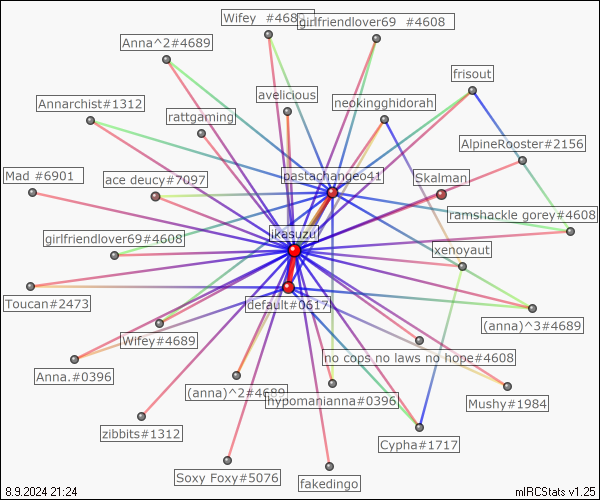 Wifey #4689
girlfriendlover69 #4608
Anna^2#4689
frisout
avelicious
neokingghidorah
Annarchist#1312
rattgaming
AlpineRooster#2156
Mad #6901
ace deucy#7097
pastachangeo41
Skalman
ramshackle gorey#4608
girlfriendlover69#4608
ikasuzu
xenoyaut
Toucan#2473
default#0617
(anna)^3#4689
Wifey#4689
no cops no laws no hope#4608
Anna.#0396
(anna)^2#4689
hypomanianna#0396
Mushy#1984
zibbits#1312
Cypha#1717
Soxy Foxy#5076
fakedingo
8.9.2024 21:24
mIRCStats v1.25